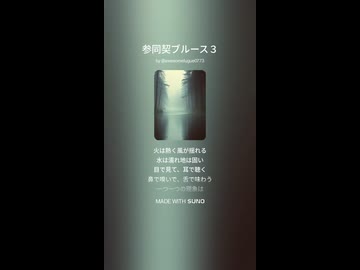 参同契ブルース３
火は熱く風が揺れる
水は濡れ地は固い
目で見て、耳で聴く
鼻で嗅いで、舌で味わう
一つ一つの現象は
MADE WITH SUNO